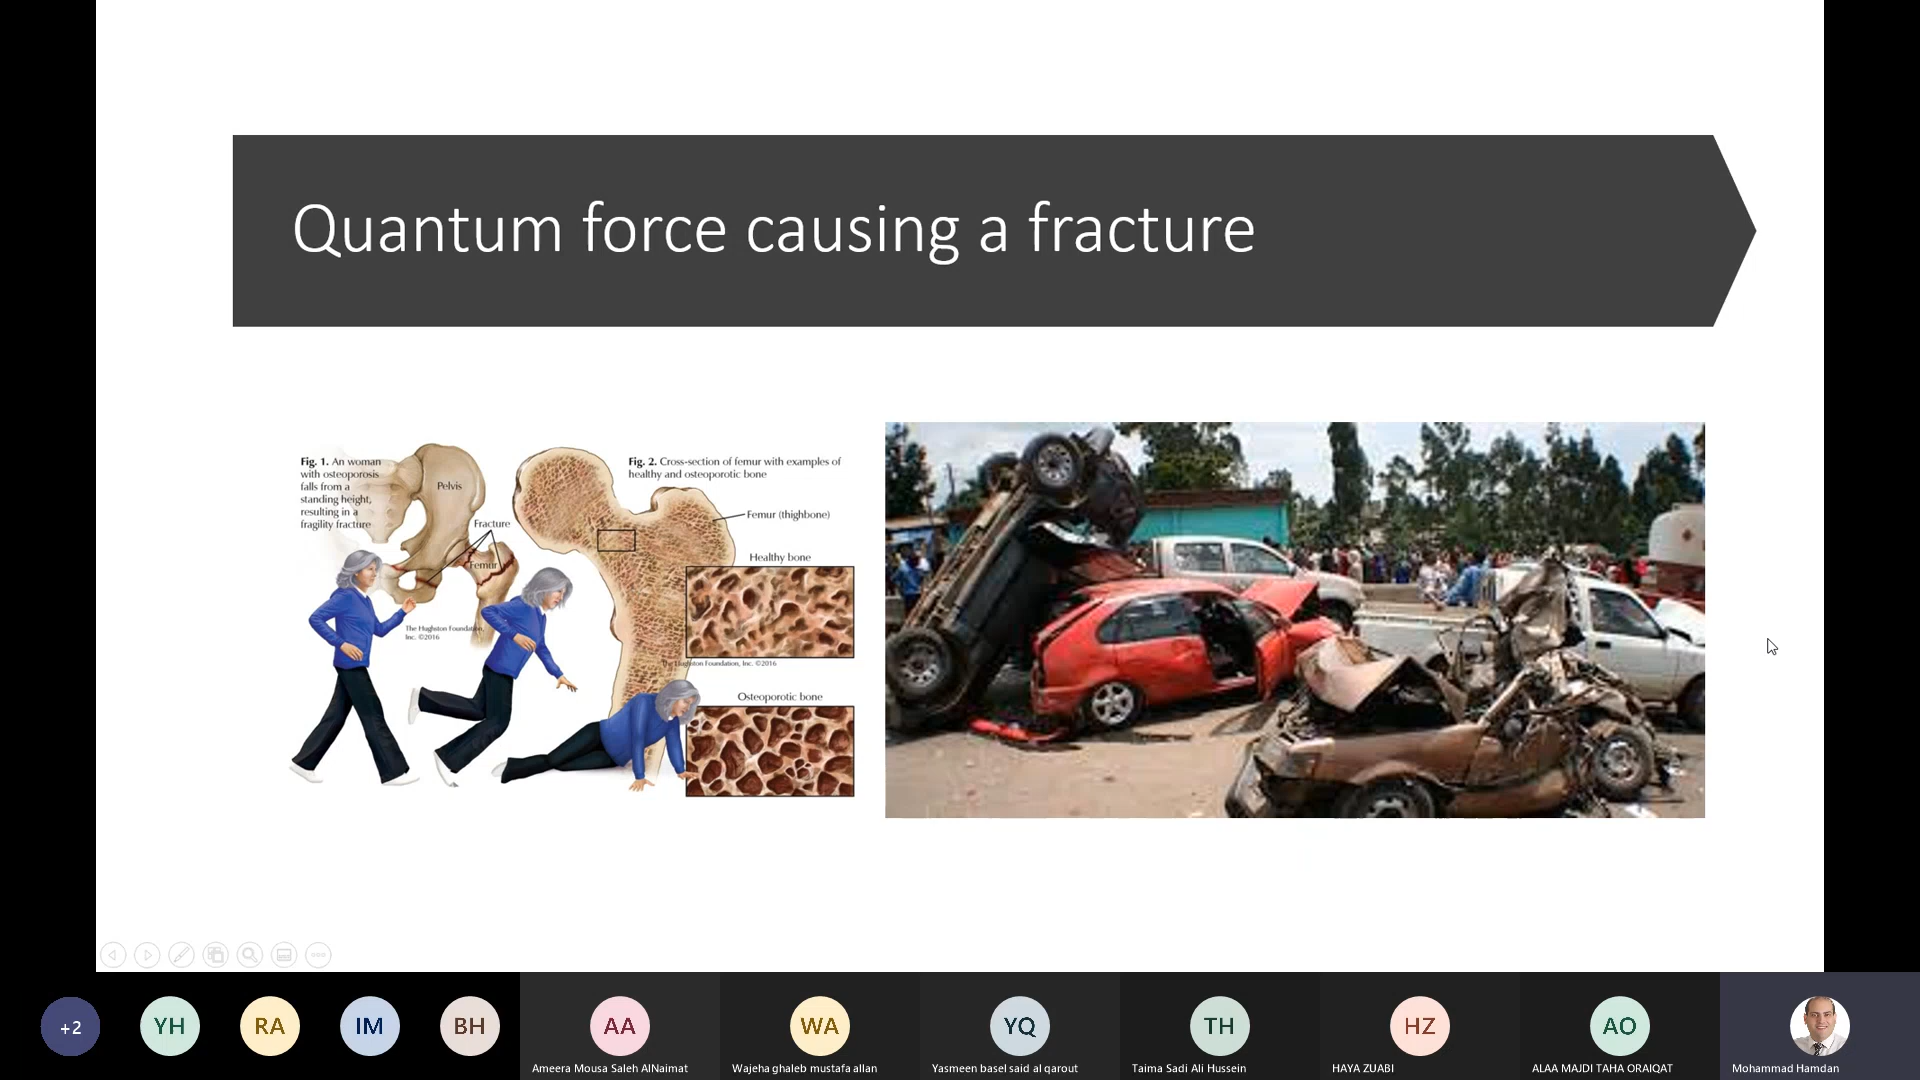 Quantum force causing a fracture
Fig. 1. An woman
with osteoporosis
falls from a
standing height,
resulting in a
fragility fracture
Pelvis
Fracture
Femur
The Hughston Foundation,
Inc. ©2016
Fig. 2. Cross-section of femur with examples of
healthy and osteoporotic bone
Femur (thighbone)
Healthy bone
The Hughston Foundation, Inc. ©2016
Osteoporotic bone
+2
YH
RA
IM
BH
AA
Ameera Mousa Saleh AlNaimat
WA
Wajeha ghaleb mustafa allan
YQ
Yasmeen basel said al qarout
TH
Taima Sadi Ali Hussein
HZ
HAYA ZUABI
AO
ALAA MAJDI TAHA ORAIQAT
Mohammad Hamdan